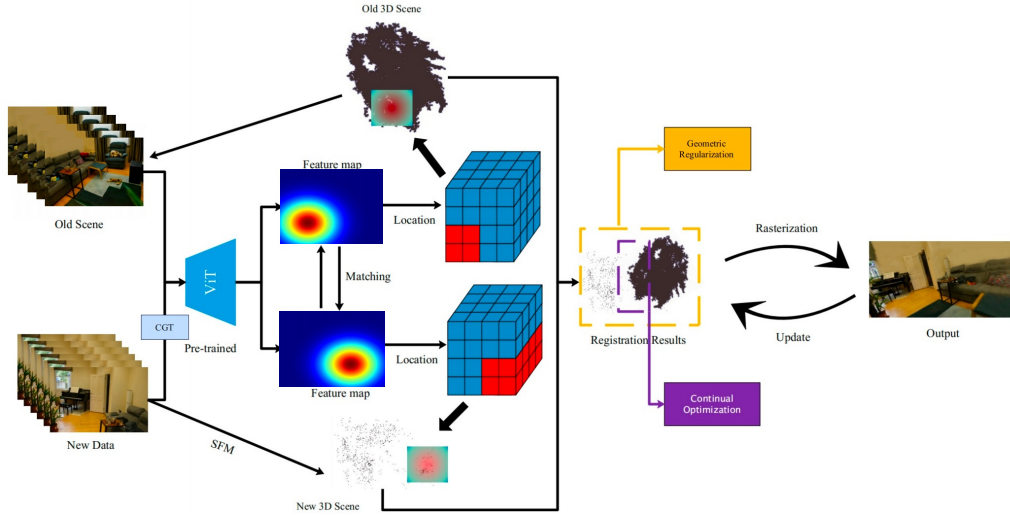 Old 3D Scene
Geometric
Regularization
Feature map
Old Scene
Location
Rasterization
ViT
Matching
CGT
Pre-trained
Location
Registration Results
Update
Output
Feature map
Continual
Optimization
New Data
SFM
New 3D Scene